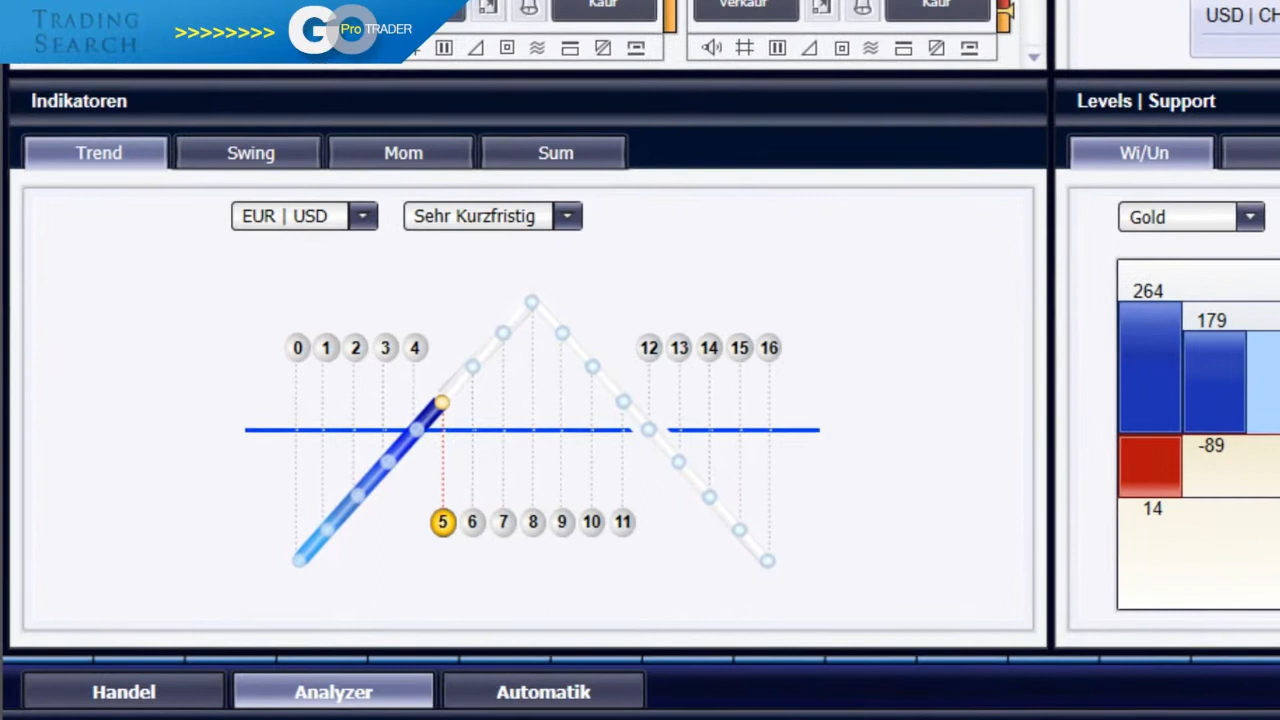 TRADING
SEARCH
>>>>>>>>
GO Pro TRADER
Kauf
Verkauf
Kauf
USD | CH
Indikatoren
Levels | Support
Trend
Swing
Mom
Sum
Wi/Un
EUR | USD
Sehr Kurzfristig
Gold
264
179
0 1 2 3 4
12 13 14 15 16
-89
14
5 6 7 8 9 10 11
Handel
Analyzer
Automatik